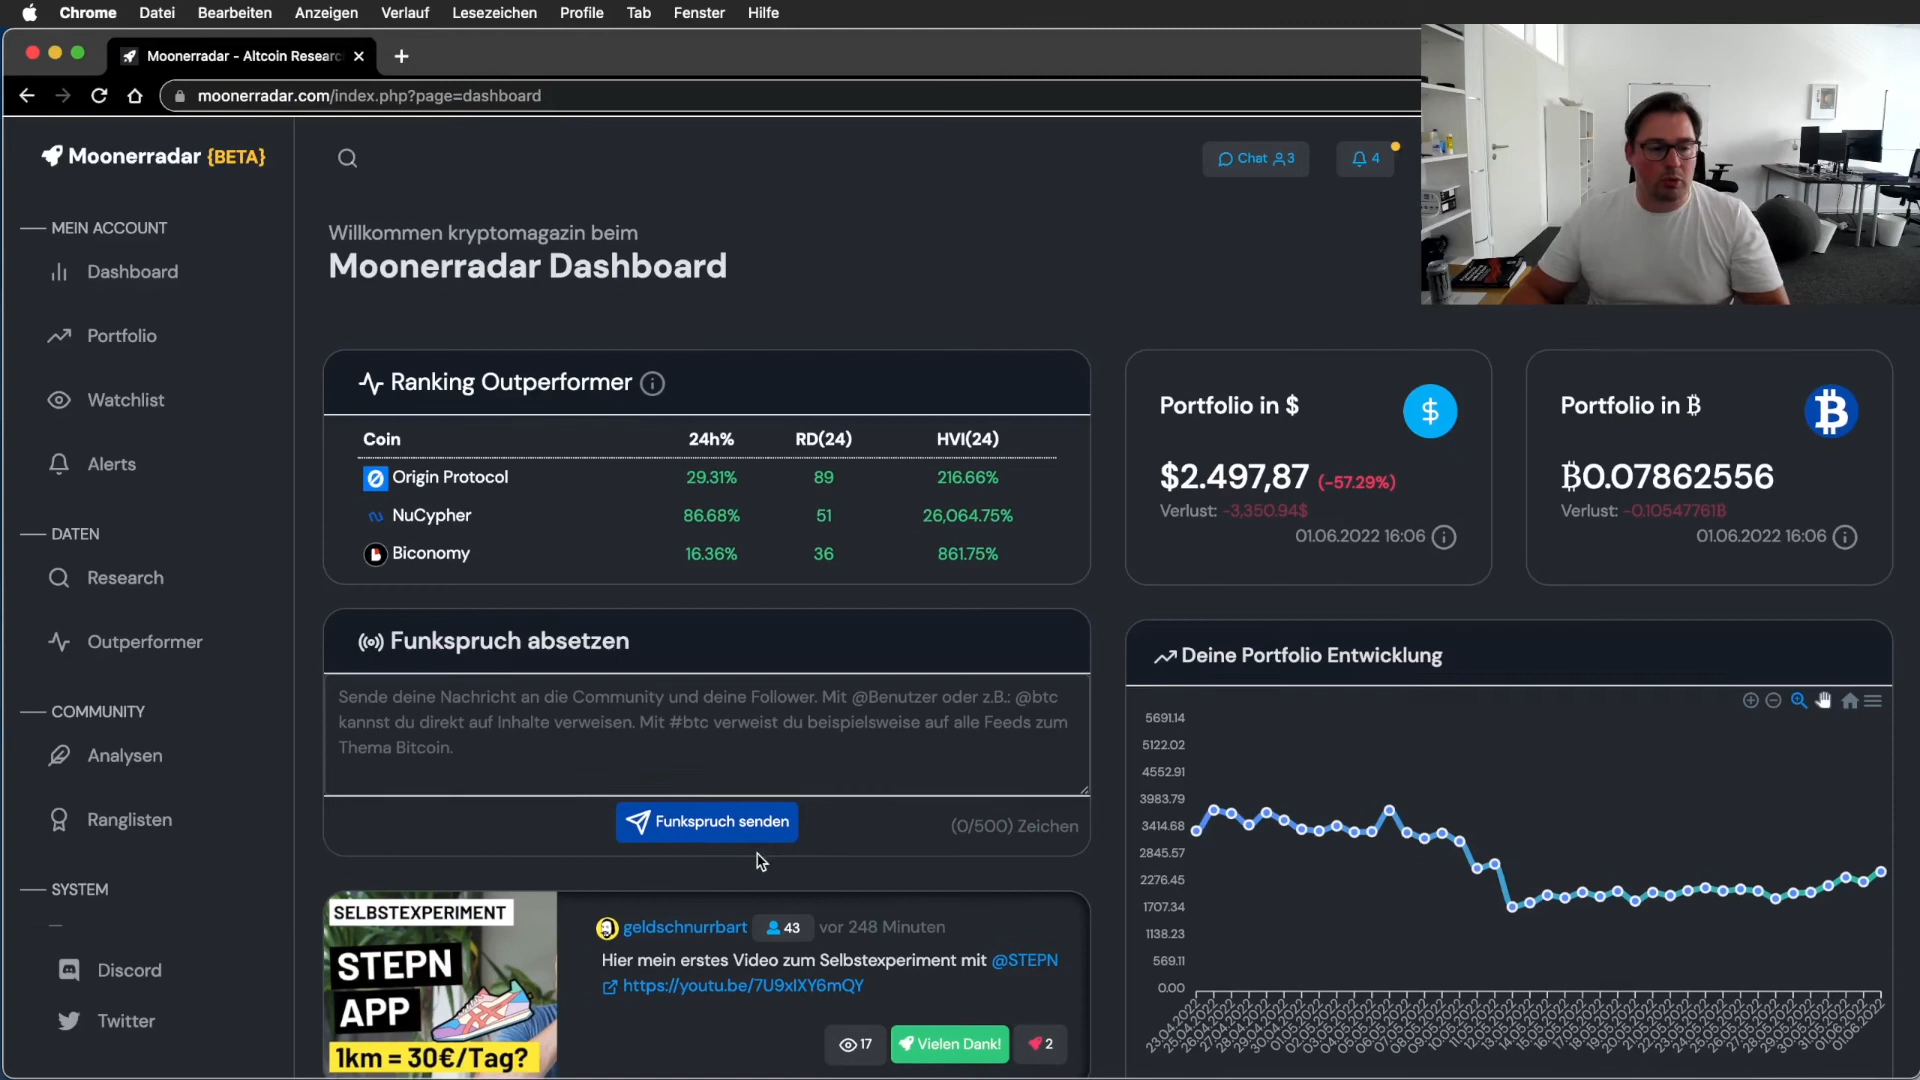 Chrome Datei Bearbeiten Anzeigen Verlauf Lesezeichen Profile Tab Fenster Hilfe
Moonerradar - Altcoin Researc
moonerradar.com/index.php?page=dashboard
Moonerradar {BETA}
Chat 3
4
MEIN ACCOUNT
Dashboard
Portfolio
Watchlist
Alerts
DATEN
Research
Outperformer
COMMUNITY
Analysen
Ranglisten
SYSTEM
Discord
Twitter
Willkommen kryptomagazin beim
Moonerradar Dashboard
Ranking Outperformer
Coin 24h% RD(24) HVI(24)
Origin Protocol 29.31% 89 216.66%
NuCypher 86.68% 51 26,064.75%
Biconomy 16.36% 36 861.75%
Portfolio in $
$
$2.497,87 (-57.29%)
Verlust: -3,350.94$
01.06.2022 16:06
Portfolio in ₿
₿
₿0.07862556
Verlust: -0.10547761B
01.06.2022 16:06
Funkspruch absetzen
Sende deine Nachricht an die Community und deine Follower. Mit @Benutzer oder z.B.: @btc
kannst du direkt auf Inhalte verweisen. Mit #btc verweist du beispielsweise auf alle Feeds zum
Thema Bitcoin.
Funkspruch senden
(0/500) Zeichen
SELBSTEXPERIMENT
STEPN
APP
1km = 30€/Tag?
geldschnurrbart 43 vor 248 Minuten
Hier mein erstes Video zum Selbstexperiment mit @STEPN
https://youtu.be/7U9xIXY6mQY
17
Vielen Dank!
2
Deine Portfolio Entwicklung
5691.14
5122.02
4552.91
3983.79
3414.68
2845.57
2276.45
1707.34
1138.23
569.11
0.00